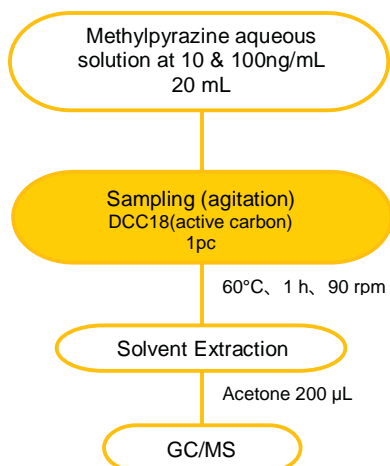 Methylpyrazine aqueous
solution at 10 & 100ng/mL
20 mL
Sampling (agitation)
DCC18(active carbon)
1pc
60°C、1 h、90 rpm
Solvent Extraction
Acetone 200 μL
GC/MS